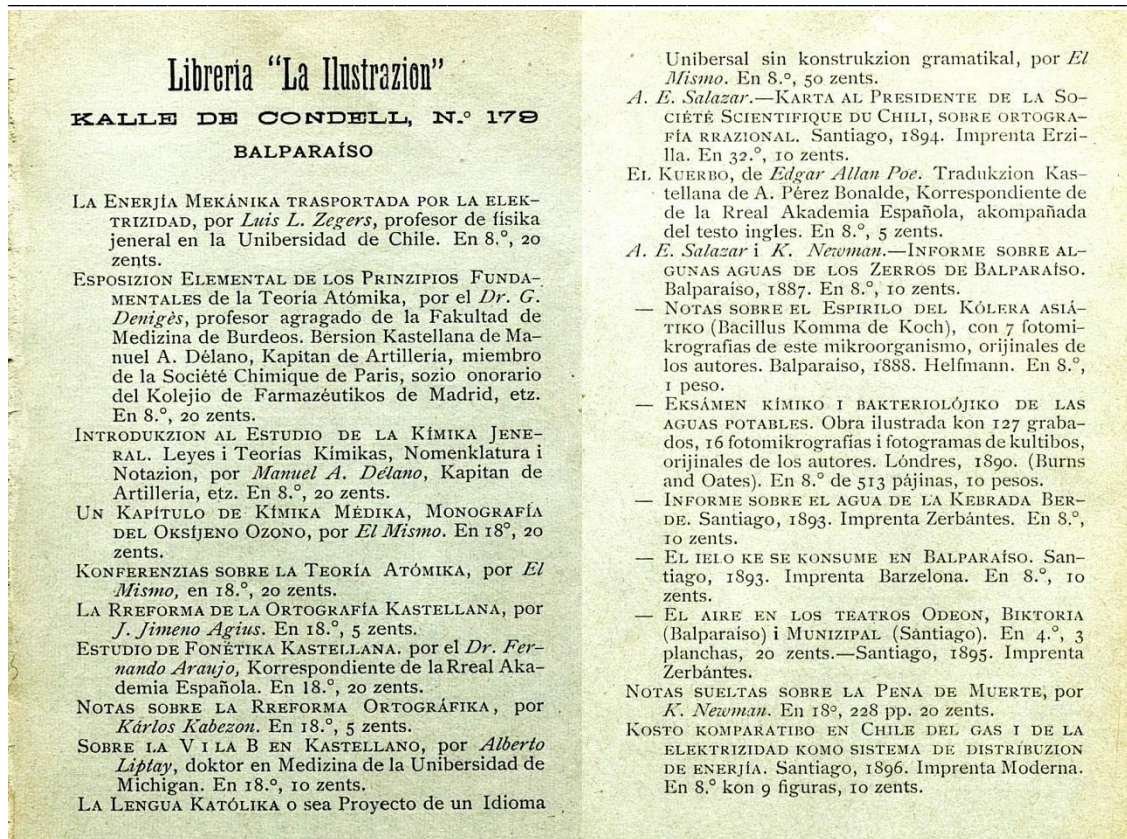 Libreria “La Ilustrazion”
KALLE DE CONDELL, N.º 179
BALPARAÍSO
LA ENERJÍA MEKÁNIKA TRASPORTADA POR LA ELEK-
TRIZIDAD, por Luis L. Zegers, profesor de físika
jeneral en la Unibersidad de Chile. En 8.º, 20
zents.
ESPOSIZION ELEMENTAL DE LOS PRINZIPIOS FUNDA-
MENTALES de la Teoría Atómika, por el Dr. G.
Denigès, profesor agragado de la Fakultad de
Medizina de Burdeos. Bersion Kastellana de Ma-
nuel A. Délano, Kapitan de Artillería, miembro
de la Société Chimique de Paris, sozio onorario
del Kolejio de Farmazéutikos de Madrid, etz.
En 8.º, 20 zents.
INTRODUKZION AL ESTUDIO DE LA KÍMIKA JENE-
RAL. Leyes i Teorías Kímikas, Nomenklatura i
Notazion, por Manuel A. Délano, Kapitan de
Artillería, etz. En 8.º, 20 zents.
UN KAPÍTULO DE KÍMIKA MÉDIKA, MONOGRAFÍA
DEL OKSÍJENO OZONO, por El Mismo. En 18º, 20
zents.
KONFERENZIAS SOBRE LA TEORÍA ATÓMIKA, por El
Mismo, en 18.º, 20 zents.
LA RREFORMA DE LA ORTOGRAFÍA KASTELLANA, por
J. Jimeno Agius. En 18.º, 5 zents.
ESTUDIO DE FONÉTIKA KASTELLANA. por el Dr. Fer-
nando Araujo, Korrespondiente de la Rreal Aka-
demia Española. En 18.º, 20 zents.
NOTAS SOBRE LA RREFORMA ORTOGRÁFIKA, por
Kárlos Kabezon. En 18.º, 5 zents.
SOBRE LA V I LA B EN KASTELLANO, por Alberto
Liptay, doktor en Medizina de la Unibersidad de
Michigan. En 18.º, 10 zents.
LA LENGUA KATÓLIKA o sea Proyecto de un Idioma
Unibersal sin konstrukzion gramatikal, por El
Mismo. En 8.º, 50 zents.
A. E. Salazar.—KARTA AL PRESIDENTE DE LA SO-
CIÉTÉ SCIENTIFIQUE DU CHILI, SOBRE ORTOGRA-
FÍA RRAZIONAL. Santiago, 1894. Imprenta Erzi-
lla. En 32.º, 10 zents.
EL KUERBO, de Edgar Allan Poe. Tradukzion Kas-
tellana de A. Pérez Bonalde, Korrespondiente de
de la Rreal Akademia Española, akompañada
del testo ingles. En 8.º, 5 zents.
A. E. Salazar i K. Newman.—INFORME SOBRE AL-
GUNAS AGUAS DE LOS ZERROS DE BALPARAÍSO.
Balparaíso, 1887. En 8.º, 10 zents.
— NOTAS SOBRE EL ESPIRILO DEL KÓLERA ASIÁ-
TIKO (Bacillus Komma de Koch), con 7 fotomi-
krografias de este mikroorganismo, orijinales de
los autores. Balparaiso, 1888. Helfmann. En 8.º,
1 peso.
— EKSÁMEN KÍMIKO I BAKTERIOLÓJIKO DE LAS
AGUAS POTABLES. Obra ilustrada kon 127 graba-
dos, 16 fotomikrografías i fotogramas de kultibos,
orijinales de los autores. Lóndres, 1890. (Burns
and Oates). En 8.º de 513 pájinas, 10 pesos.
— INFORME SOBRE EL AGUA DE LA KEBRADA BER-
DE. Santiago, 1893. Imprenta Zerbántes. En 8.º,
10 zents.
— EL IELO KE SE KONSUME EN BALPARAÍSO. San-
tiago, 1893. Imprenta Barzelona. En 8.º, 10
zents.
— EL AIRE EN LOS TEATROS ODEON, BIKTORIA
(Balparaíso) i MUNIZIPAL (Santiago). En 4.º, 3
planchas, 20 zents.—Santiago, 1895. Imprenta
Zerbántes.
NOTAS SUELTAS SOBRE LA PENA DE MUERTE, por
K. Newman. En 18º, 228 pp. 20 zents.
KOSTO KOMPARATIBO EN CHILE DEL GAS I DE LA
ELEKTRIZIDAD KOMO SISTEMA DE DISTRIBUZION
DE ENERJÍA. Santiago, 1896. Imprenta Moderna.
En 8.º kon 9 figuras, 10 zents.